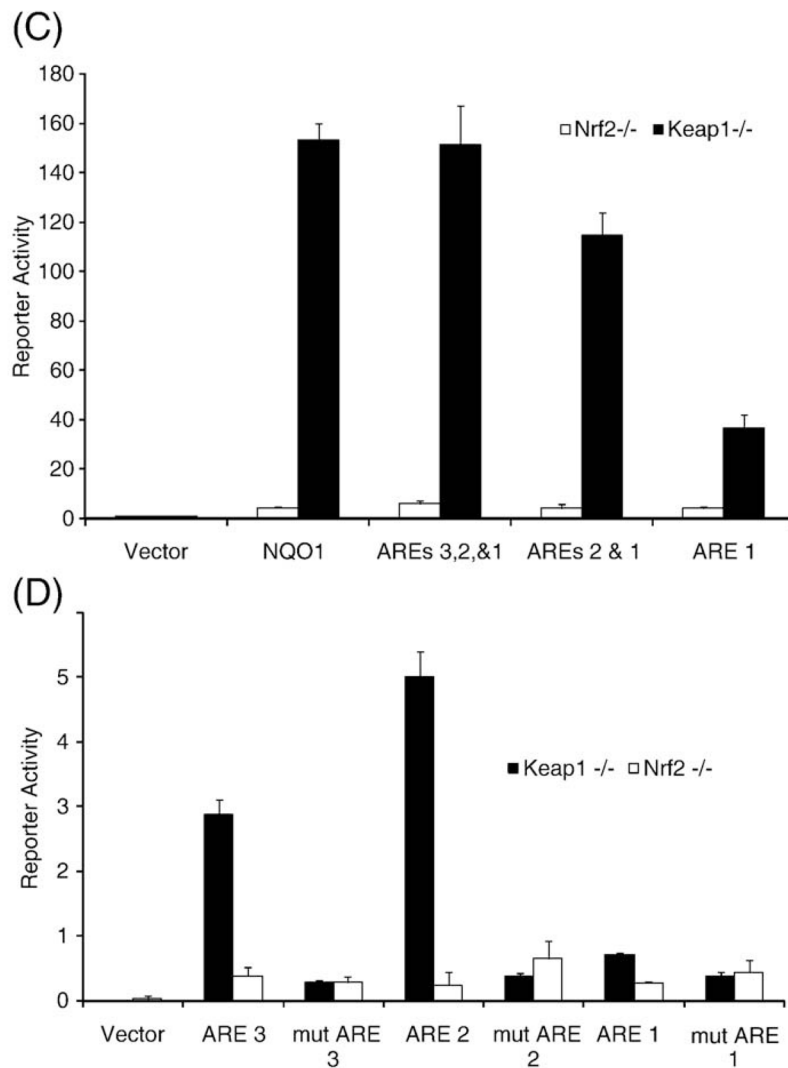 (C)
180
160
140
120
100
80
60
40
20
0
Reporter Activity
Nrf2-/- Keap1-/-
Vector NQO1 AREs 3,2,&1 AREs 2 & 1 ARE 1
(D)
5
4
3
2
1
0
Reporter Activity
Keap1 -/- Nrf2 -/-
Vector ARE 3 mut ARE ARE 2 mut ARE ARE 1 mut ARE
3 2 1